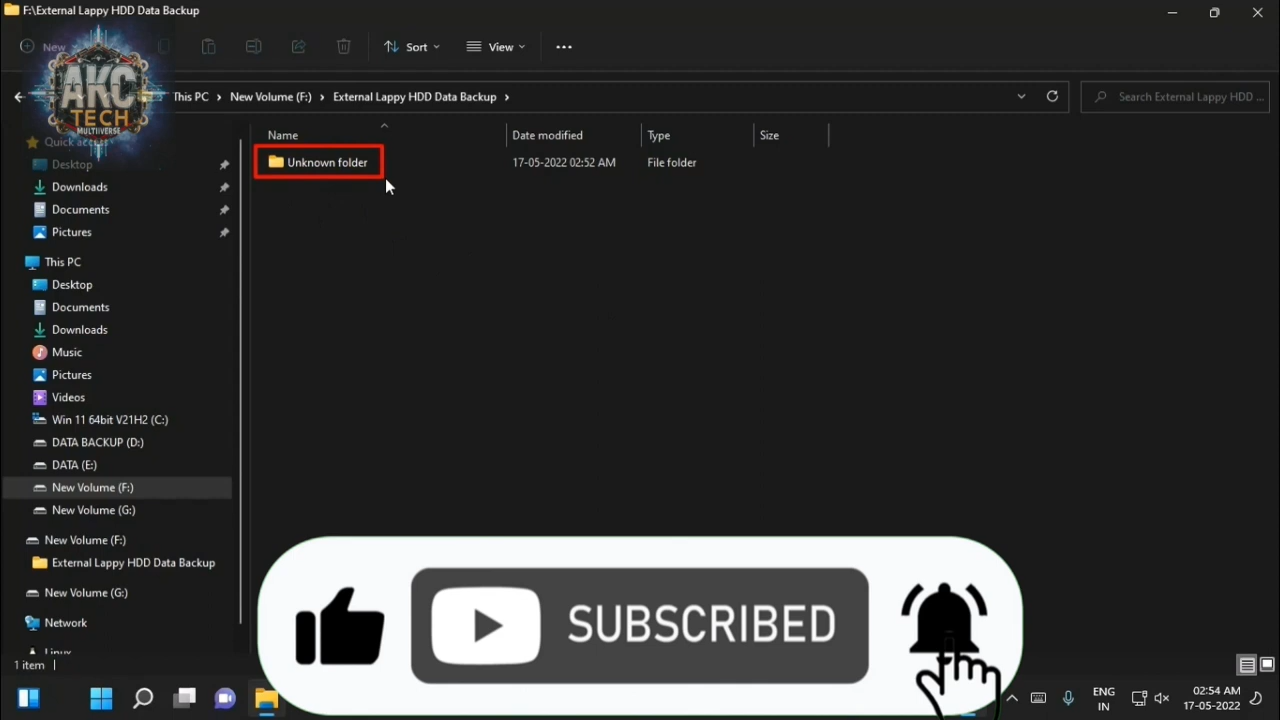 F:\External Lappy HDD Data Backup
New
Sort
View
AKC
TECH
MULTIIVERSE
This PC > New Volume (F:) > External Lappy HDD Data Backup >
Search External Lappy HDD ...
Name
Date modified
Type
Size
Unknown folder
17-05-2022 02:52 AM
File folder
Quick access
Desktop
Downloads
Documents
Pictures
This PC
Desktop
Documents
Downloads
Music
Pictures
Videos
Win 11 64bit V21H2 (C:)
DATA BACKUP (D:)
DATA (E:)
New Volume (F:)
New Volume (G:)
New Volume (F:)
External Lappy HDD Data Backup
New Volume (G:)
Network
Linux
1 item
SUBSCRIBED
ENG
IN
02:54 AM
17-05-2022